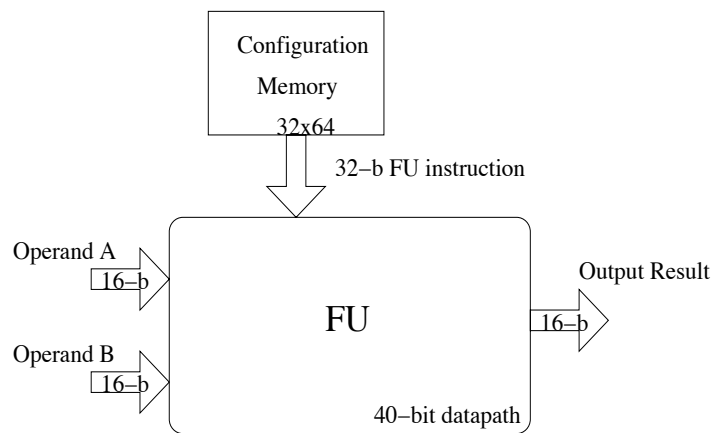 Configuration
Memory
32x64
32−b FU instruction
Operand A
16−b
Output Result
FU
16−b
Operand B
16−b
40−bit datapath